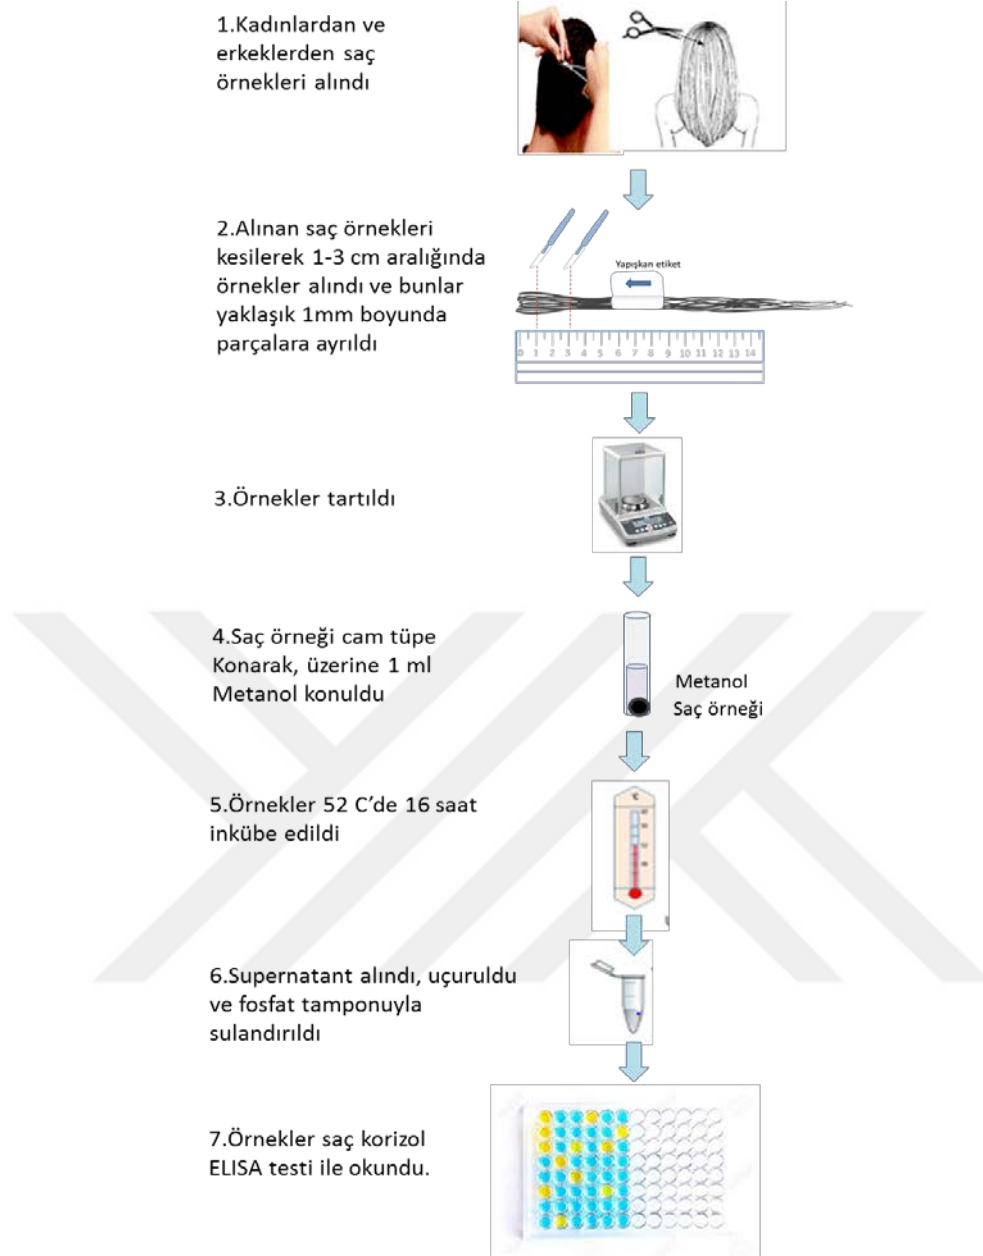 1.Kadınlardan ve
erkeklerden saç
örnekleri alındı
2.Alınan saç örnekleri
kesilerek 1-3 cm aralığında
örnekler alındı ve bunlar
yaklaşık 1mm boyunda
parçalara ayrıldı
Yapışkan etiket
0 1 2 3 4 5 6 7 8 9 10 11 12 13 14
3.Örnekler tartıldı
4.Saç örneği cam tüpe
Konarak, üzerine 1 ml
Metanol konuldu
Metanol
Saç örneği
5.Örnekler 52 C’de 16 saat
inkübe edildi
°C
6.Supernatant alındı, uçuruldu
ve fosfat tamponuyla
sulandırıldı
7.Örnekler saç korizol
ELISA testi ile okundu.